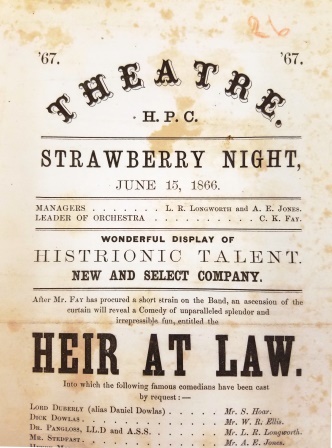 26
'67. '67.
THEATRE.
H. P. C.
STRAWBERRY NIGHT,
JUNE 15, 1866.
MANAGERS . . . . . . . L. R. LONGWORTH AND A. E. JONES.
LEADER OF ORCHESTRA . . . . . . . . . . C. K. FAY.
WONDERFUL DISPLAY OF
HISTRIONIC TALENT.
NEW AND SELECT COMPANY.
After Mr. FAY has procured a short strain on the Band, an ascension of the
curtain will reveal a Comedy of unparalleled splendor and
irrepressible fun, entitled the
HEIR AT LAW.
Into which the following famous comedians have been cast
by request :—
LORD DUBERLY (alias Daniel Dowlas) . . . . . Mr. S. Hoar.
DICK DOWLAS, . . . . . . . . . Mr. W. R. Ellis.
DR. PANGLOSS, LL.D AND A.S.S. . . . . . Mr. L. R. Longworth.
MR. STEDFAST . . . . . . . . . Mr. A. E. Jones.